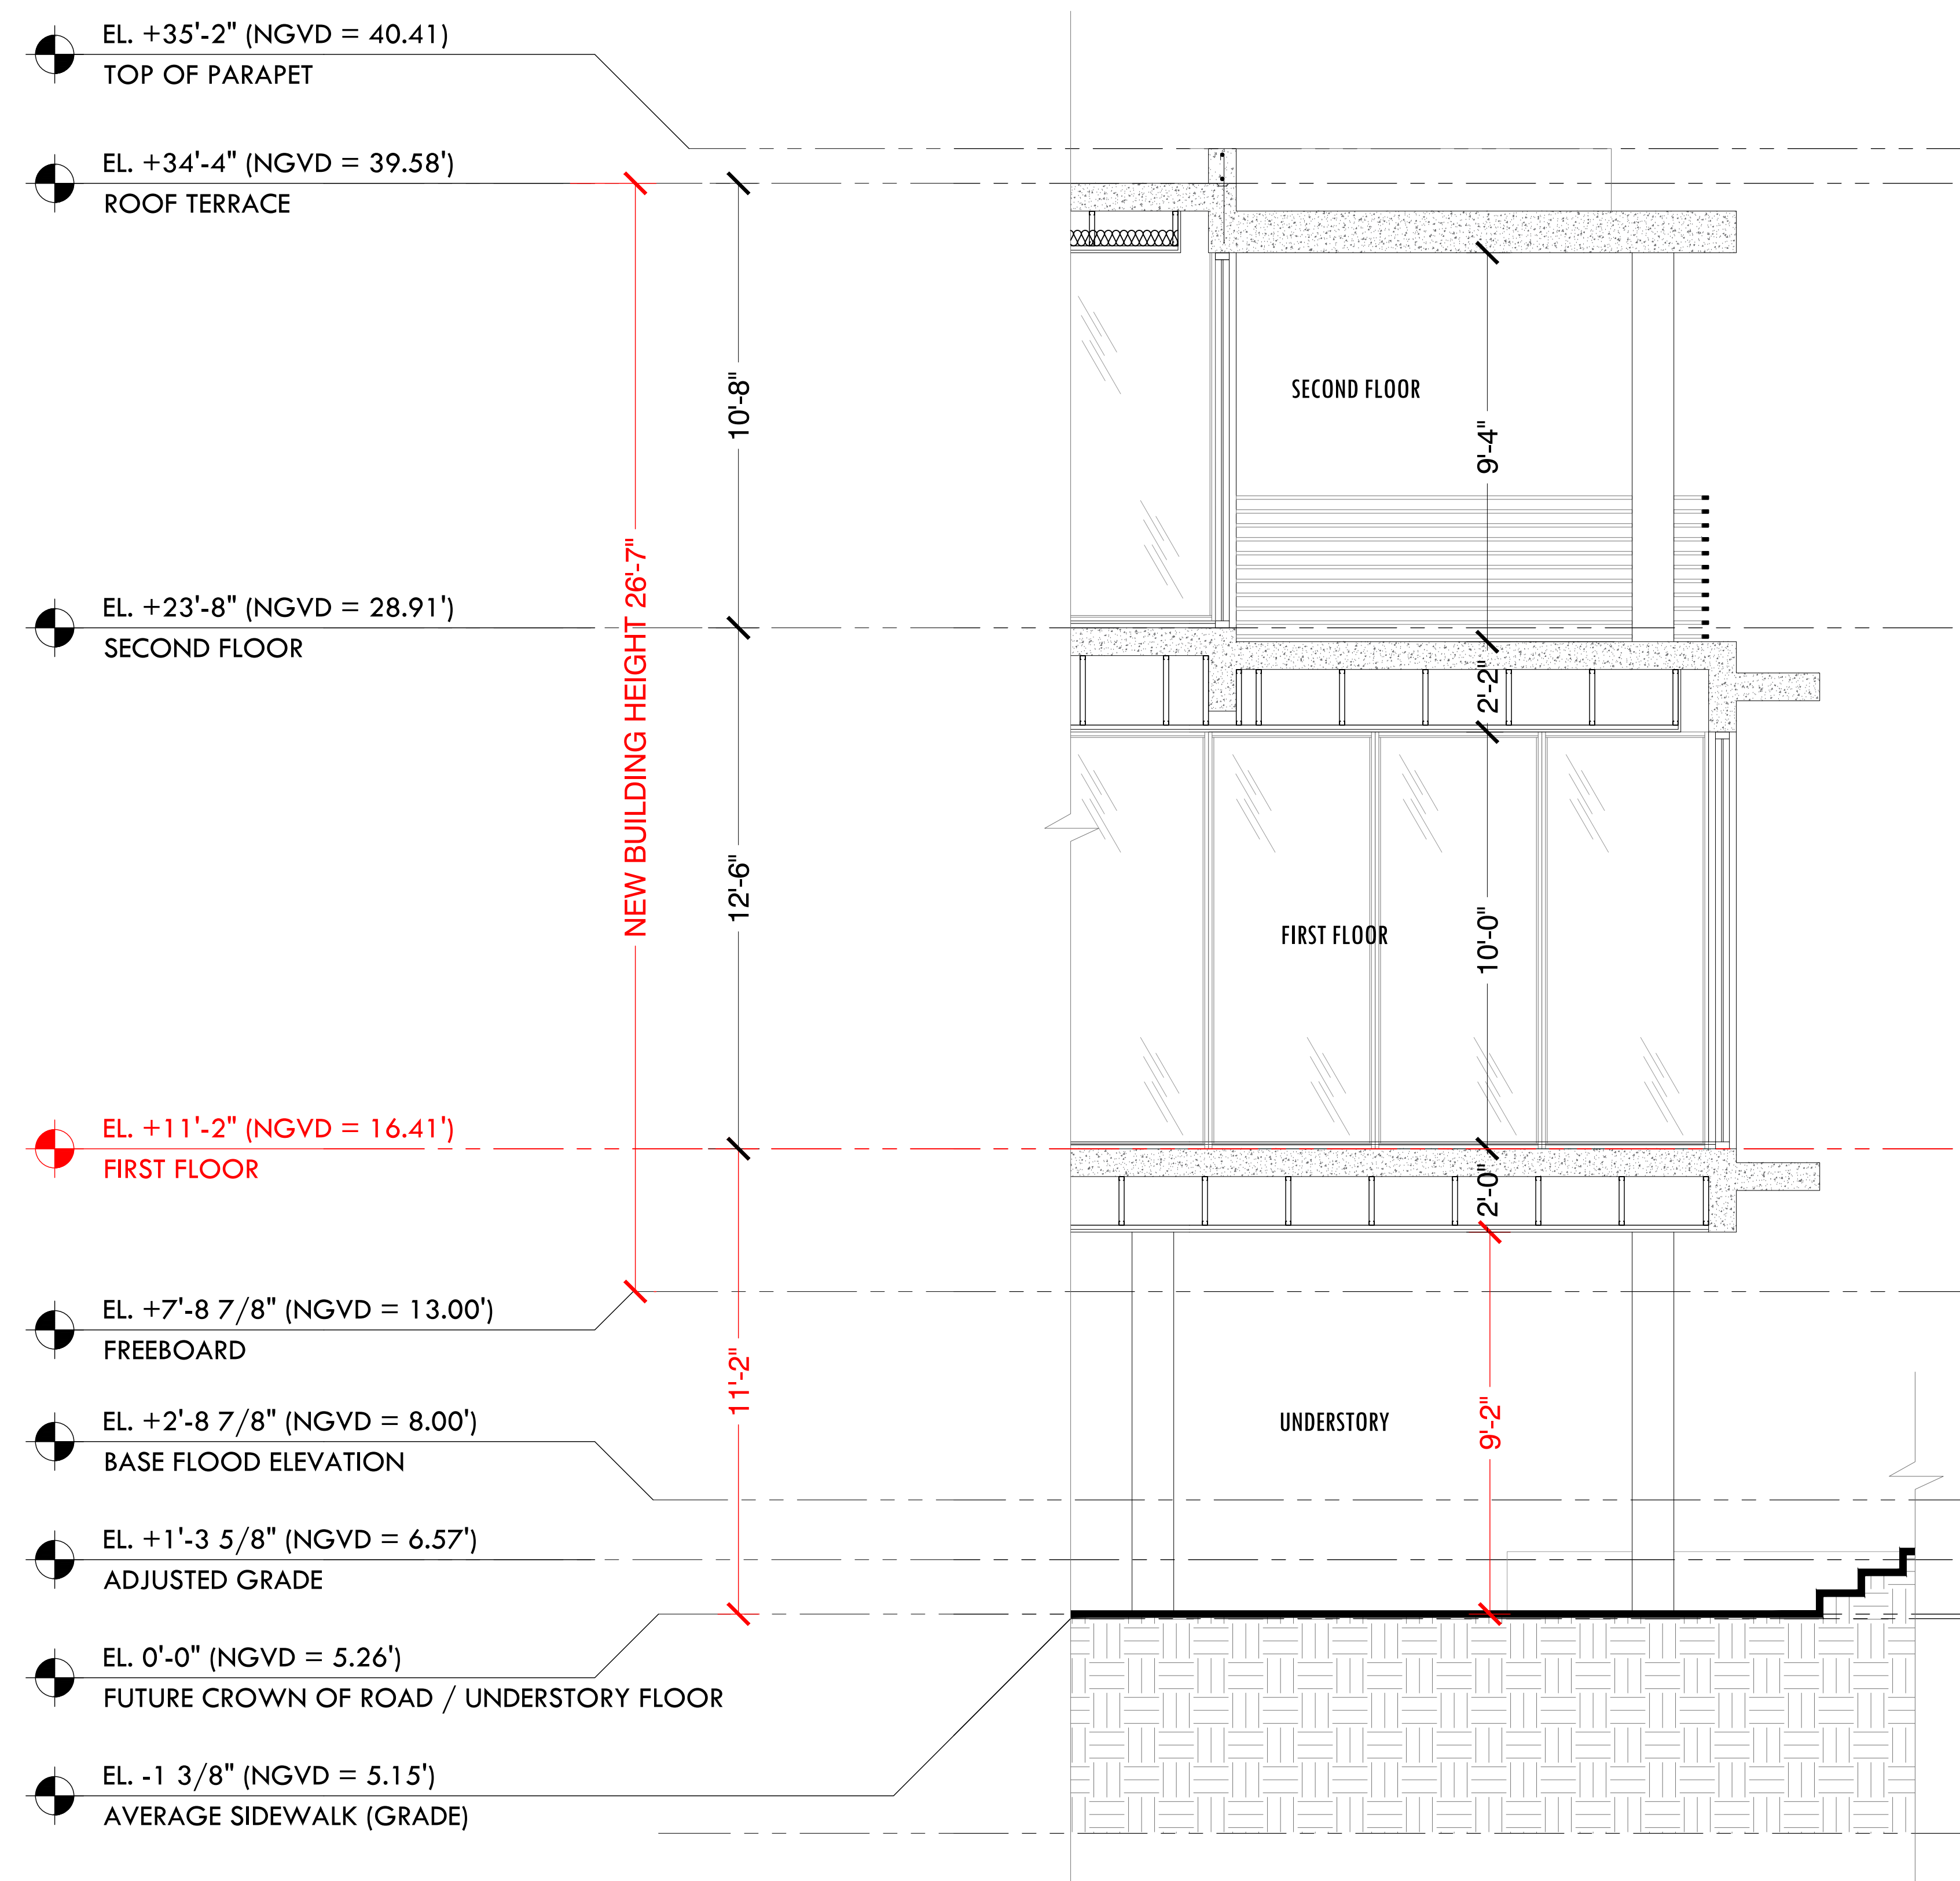 EL. +35'-2" (NGVD = 40.41)
TOP OF PARAPET
EL. +34'-4" (NGVD = 39.58')
ROOF TERRACE
10'-8"
SECOND FLOOR
9'-4"
NEW BUILDING HEIGHT 26'-7"
EL. +23'-8" (NGVD = 28.91')
SECOND FLOOR
2'-2"
12'-6"
FIRST FLOOR
10'-0"
EL. +11'-2" (NGVD = 16.41')
FIRST FLOOR
2'-0"
EL. +7'-8 7/8" (NGVD = 13.00')
FREEBOARD
11'-2"
EL. +2'-8 7/8" (NGVD = 8.00')
BASE FLOOD ELEVATION
UNDERSTORY
9'-2"
EL. +1'-3 5/8" (NGVD = 6.57')
ADJUSTED GRADE
EL. 0'-0" (NGVD = 5.26')
FUTURE CROWN OF ROAD / UNDERSTORY FLOOR
EL. -1 3/8" (NGVD = 5.15')
AVERAGE SIDEWALK (GRADE)